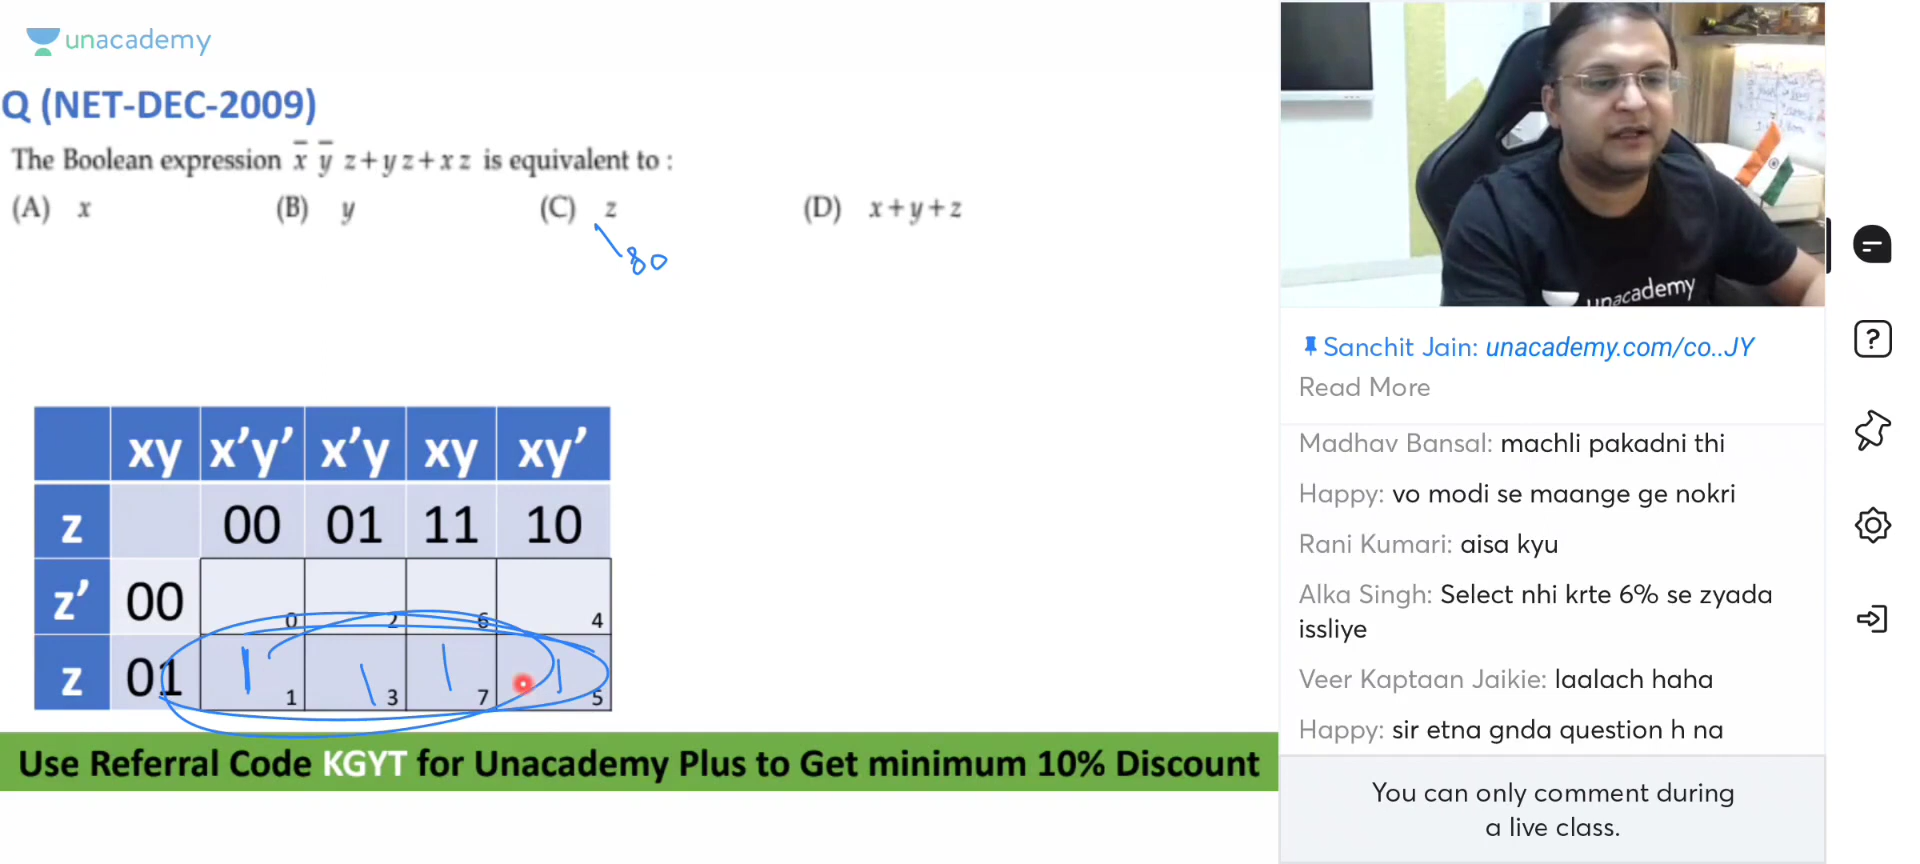 unacademy
Q (NET-DEC-2009)
The Boolean expression x̅ y̅ z+y z+x z is equivalent to :
(A) x (B) y (C) z (D) x+y+z
80
xy x’y’ x’y xy xy’
z 00 01 11 10
z’ 00 0 2 6 4
z 01 1 1 1 3 1 7 1 5
Use Referral Code KGYT for Unacademy Plus to Get minimum 10% Discount
unacademy
Sanchit Jain: unacademy.com/co..JY
Read More
Madhav Bansal: machli pakadni thi
Happy: vo modi se maange ge nokri
Rani Kumari: aisa kyu
Alka Singh: Select nhi krte 6% se zyada
issliye
Veer Kaptaan Jaikie: laalach haha
Happy: sir etna gnda question h na
You can only comment during
a live class.